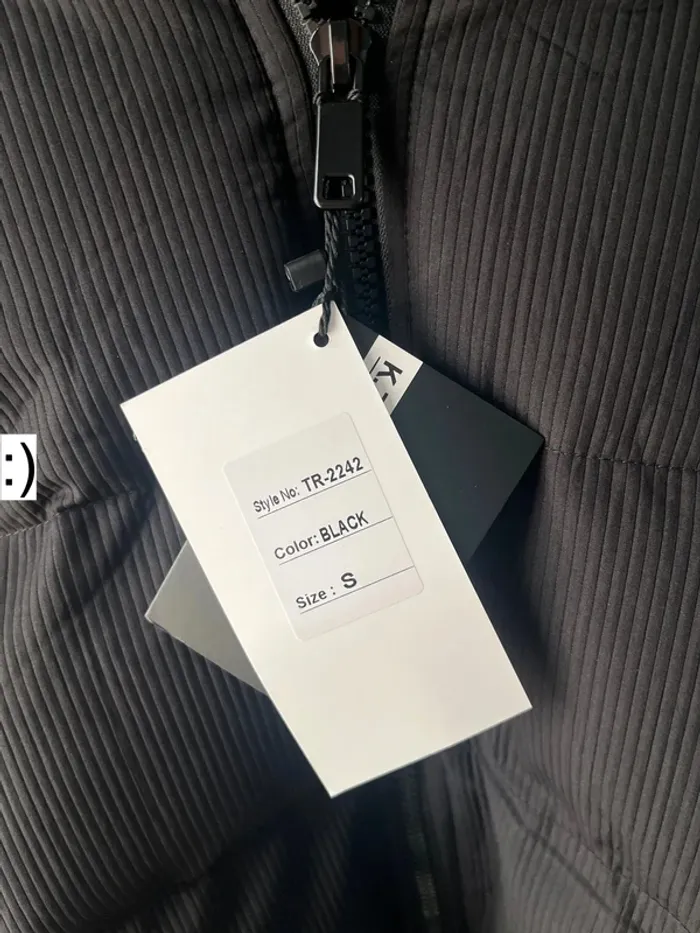 :)
K
Style No: TR-2242
Color: BLACK
Size : S